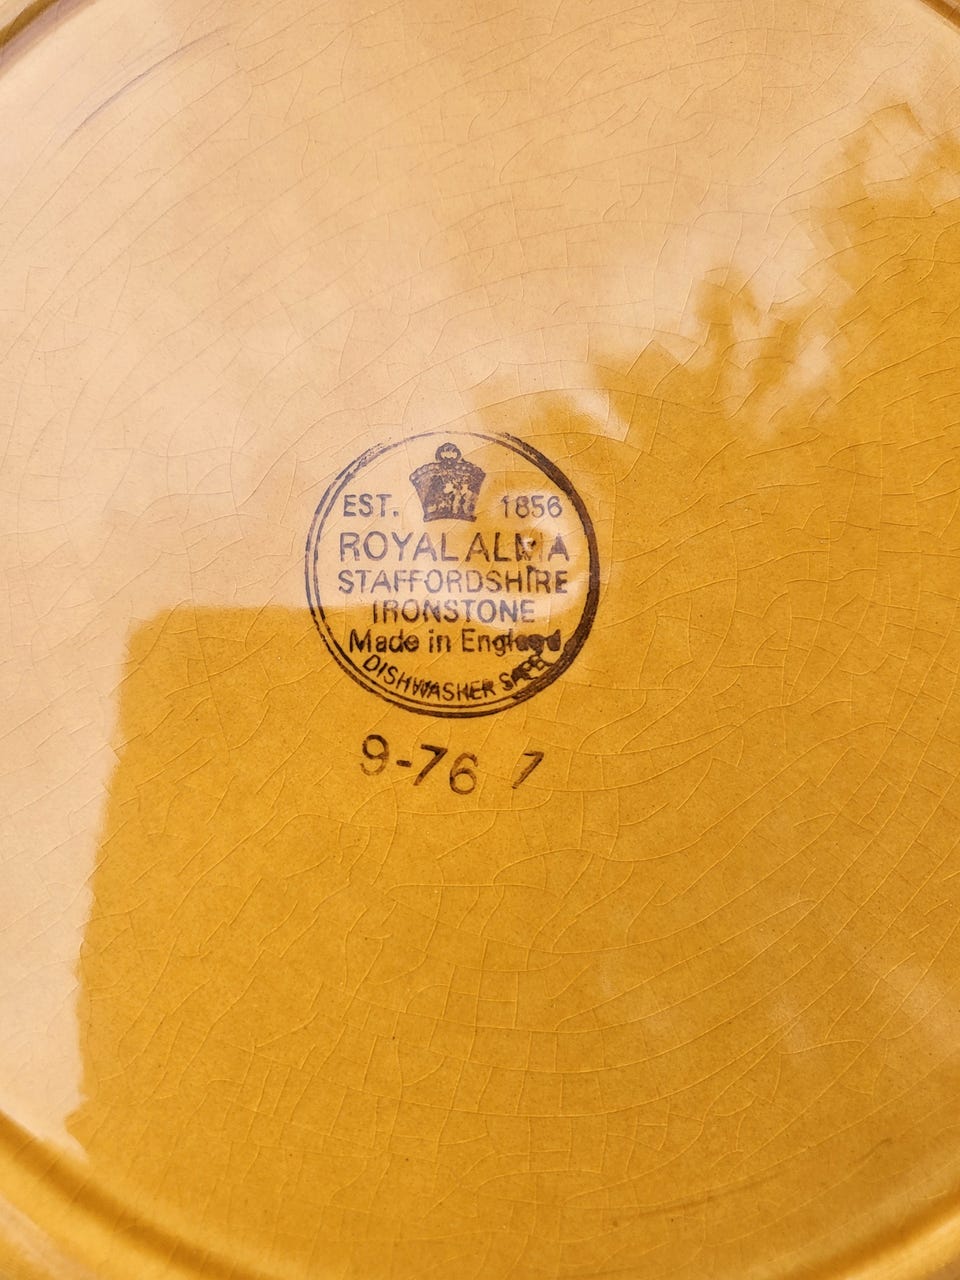 EST. 1856
ROYAL ALMA
STAFFORDSHIRE
IRONSTONE
Made in England
DISHWASHER SAFE
9-76 7